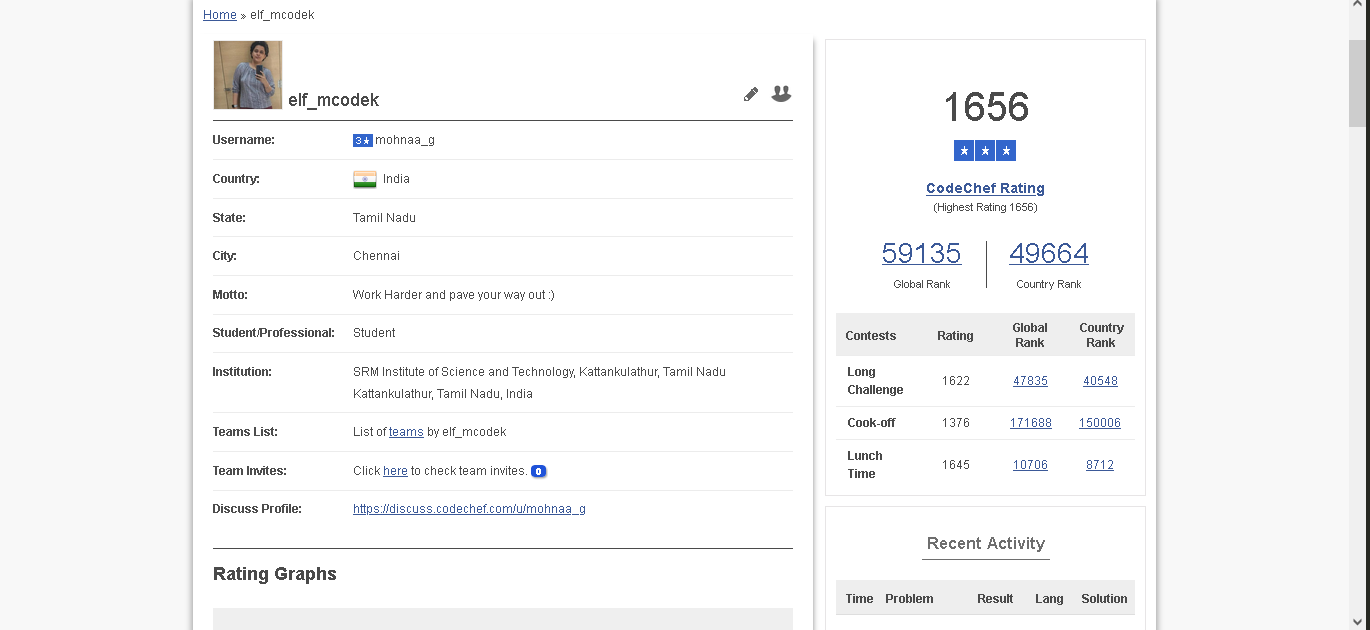 Home » elf_mcodek
elf_mcodek
Username: 3★ mohnaa_g
Country: India
State: Tamil Nadu
City: Chennai
Motto: Work Harder and pave your way out :)
Student/Professional: Student
Institution: SRM Institute of Science and Technology, Kattankulathur, Tamil Nadu
Kattankulathur, Tamil Nadu, India
Teams List: List of teams by elf_mcodek
Team Invites: Click here to check team invites. 0
Discuss Profile: https://discuss.codechef.com/u/mohnaa_g
Rating Graphs
1656
★ ★ ★
CodeChef Rating
(Highest Rating 1656)
59135 49664
Global Rank Country Rank
Contests Rating Global Rank Country Rank
Long Challenge 1622 47835 40548
Cook-off 1376 171688 150006
Lunch Time 1645 10706 8712
Recent Activity
Time Problem Result Lang Solution